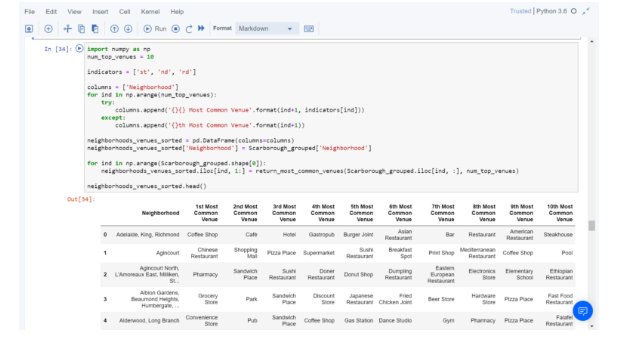 File Edit View Insert Cell Kernel Help Trusted | Python 3.6
Run Format Markdown
In [34]: import numpy as np
num_top_venues = 10
indicators = ['st', 'nd', 'rd']
columns = ['Neighborhood']
for ind in np.arange(num_top_venues):
try:
columns.append('{}{} Most Common Venue'.format(ind+1, indicators[ind]))
except:
columns.append('{}th Most Common Venue'.format(ind+1))
neighborhoods_venues_sorted = pd.DataFrame(columns=columns)
neighborhoods_venues_sorted['Neighborhood'] = Scarborough_grouped['Neighborhood']
for ind in np.arange(Scarborough_grouped.shape[0]):
neighborhoods_venues_sorted.iloc[ind, 1:] = return_most_common_venues(Scarborough_grouped.iloc[ind, :], num_top_venues)
neighborhoods_venues_sorted.head()
Out[34]:
1st Most 2nd Most 3rd Most 4th Most 5th Most 6th Most 7th Most 8th Most 9th Most 10th Most
Neighborhood Common Common Common Common Common Common Common Common Common Common
Venue Venue Venue Venue Venue Venue Venue Venue Venue Venue
0 Adelaide, King, Richmond Coffee Shop Café Hotel Gastropub Burger Joint Asian Restaurant Bar Restaurant American Restaurant Steakhouse
1 Agincourt Chinese Restaurant Shopping Mall Pizza Place Supermarket Sushi Restaurant Breakfast Spot Print Shop Mediterranean Restaurant Coffee Shop Pool
2 Agincourt North, L'Amoreaux East, Milliken, St... Pharmacy Sandwich Place Sushi Restaurant Doner Restaurant Donut Shop Dumpling Restaurant Eastern European Restaurant Electronics Store Elementary School Ethiopian Restaurant
3 Albion Gardens, Beaumond Heights, Humbergate, ... Grocery Store Park Sandwich Place Discount Store Japanese Restaurant Fried Chicken Joint Beer Store Hardware Store Pizza Place Fast Food Restaurant
4 Alderwood, Long Branch Convenience Store Pub Sandwich Place Coffee Shop Gas Station Dance Studio Gym Pharmacy Pizza Place Falafel Restaurant